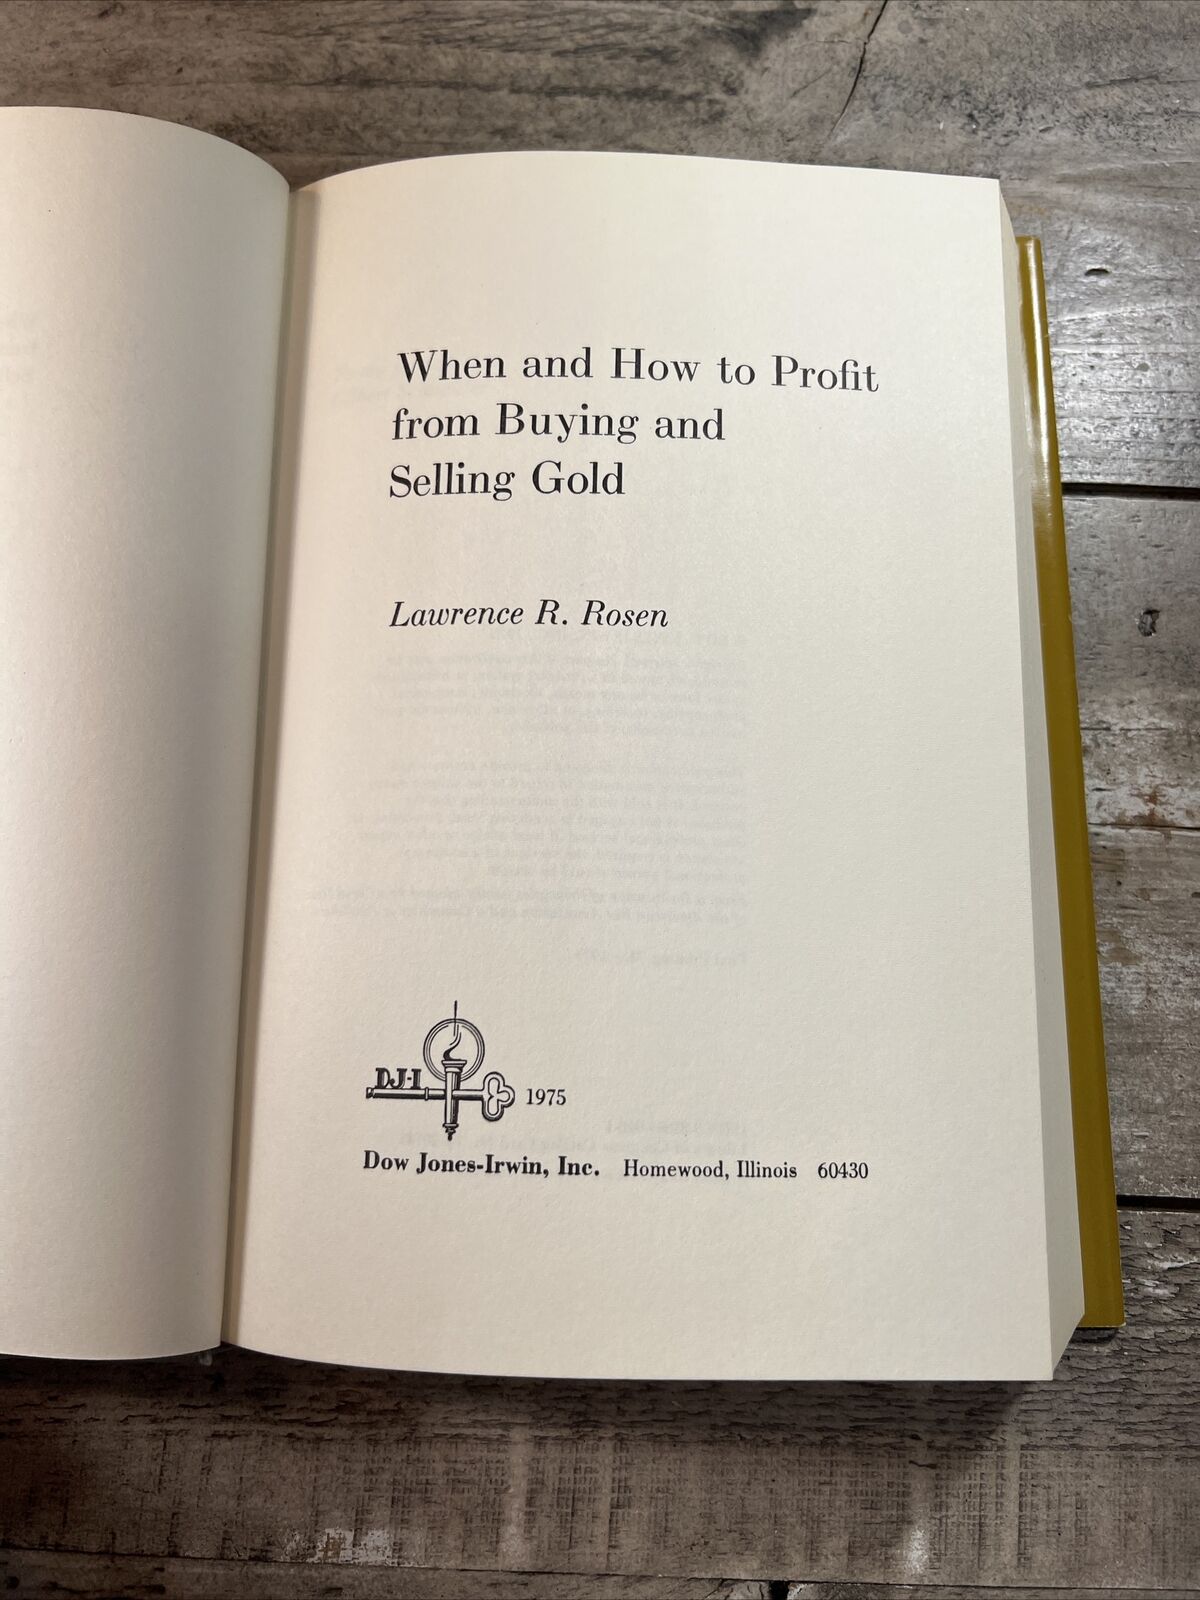 When and How to Profit
from Buying and
Selling Gold
Lawrence R. Rosen
DJ-I
1975
Dow Jones-Irwin, Inc. Homewood, Illinois 60430